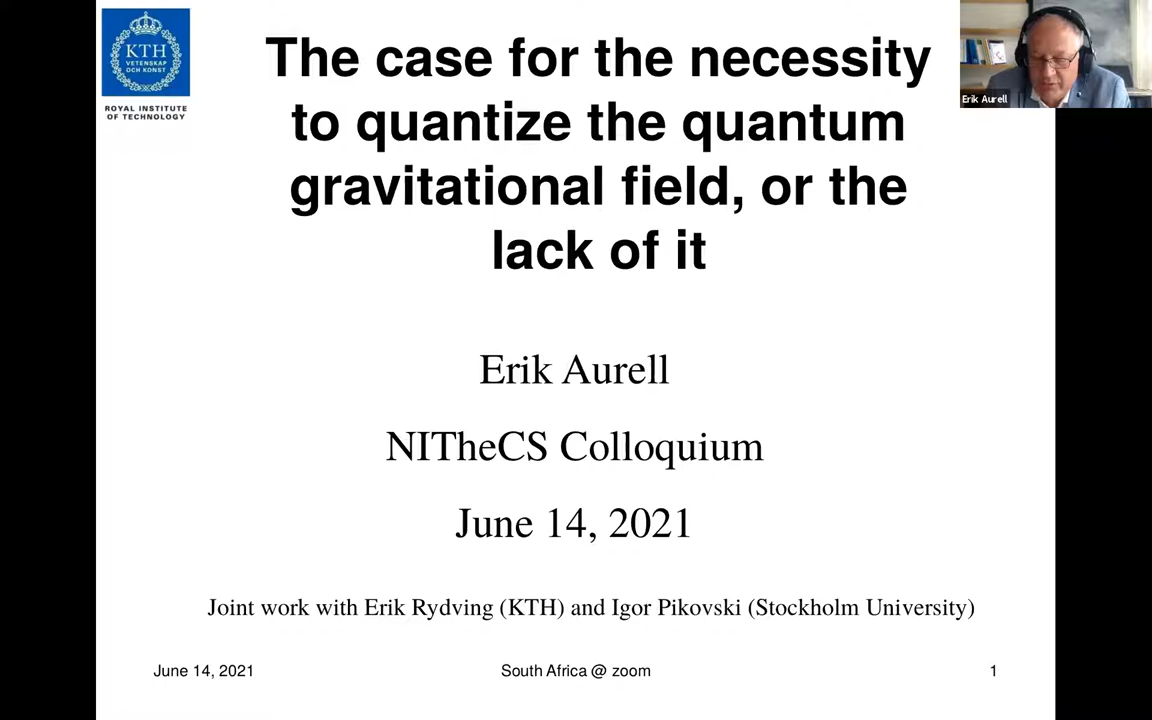 KTH
VETENSKAP
OCH KONST
ROYAL INSTITUTE
OF TECHNOLOGY
The case for the necessity
to quantize the quantum
gravitational field, or the
lack of it
Erik Aurell
Erik Aurell
NITheCS Colloquium
June 14, 2021
Joint work with Erik Rydving (KTH) and Igor Pikovski (Stockholm University)
June 14, 2021
South Africa @ zoom
1